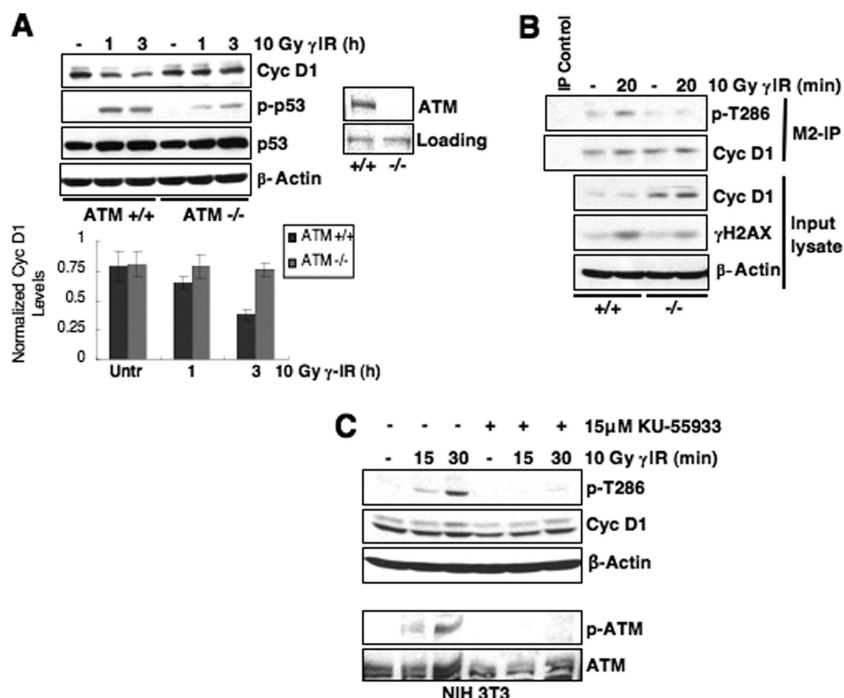 A
- 1 3 - 1 3 10 Gy γIR (h)
Cyc D1
p-p53
p53
β-Actin
ATM +/+ ATM -/-
ATM
Loading
+/+ -/-
Normalized Cyc D1 Levels
1
0.75
0.5
0.25
0
ATM +/+
ATM -/-
Untr 1 3 10 Gy γ-IR (h)
B
IP Control
- 20 - 20 10 Gy γIR (min)
p-T286
Cyc D1
M2-IP
Cyc D1
γH2AX
β-Actin
Input
lysate
+/+ -/-
C
- - - + + + 15μM KU-55933
- 15 30 - 15 30 10 Gy γIR (min)
p-T286
Cyc D1
β-Actin
p-ATM
ATM
NIH 3T3